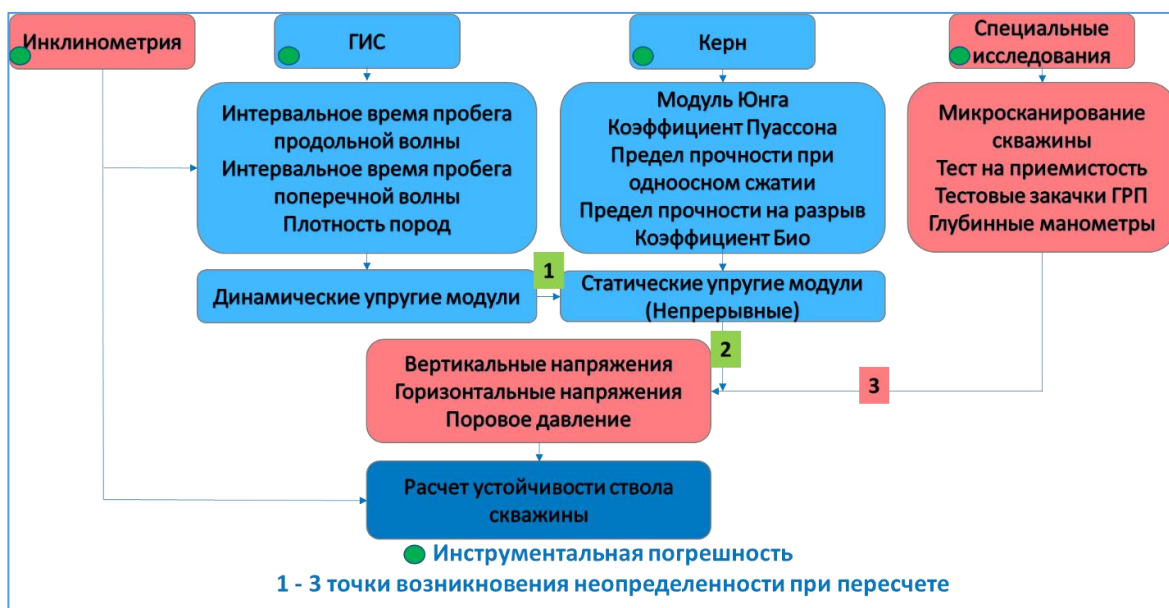 Инклинометрия
ГИС
Керн
Специальные
исследования
Интервальное время пробега
продольной волны
Интервальное время пробега
поперечной волны
Плотность пород
Модуль Юнга
Коэффициент Пуассона
Предел прочности при
одноосном сжатии
Предел прочности на разрыв
Коэффициент Био
Микросканирование
скважины
Тест на приемистость
Тестовые закачки ГРП
Глубинные манометры
Динамические упругие модули
1
Статические упругие модули
(Непрерывные)
2
Вертикальные напряжения
Горизонтальные напряжения
Поровое давление
3
Расчет устойчивости ствола
скважины
Инструментальная погрешность
1 - 3 точки возникновения неопределенности при пересчете